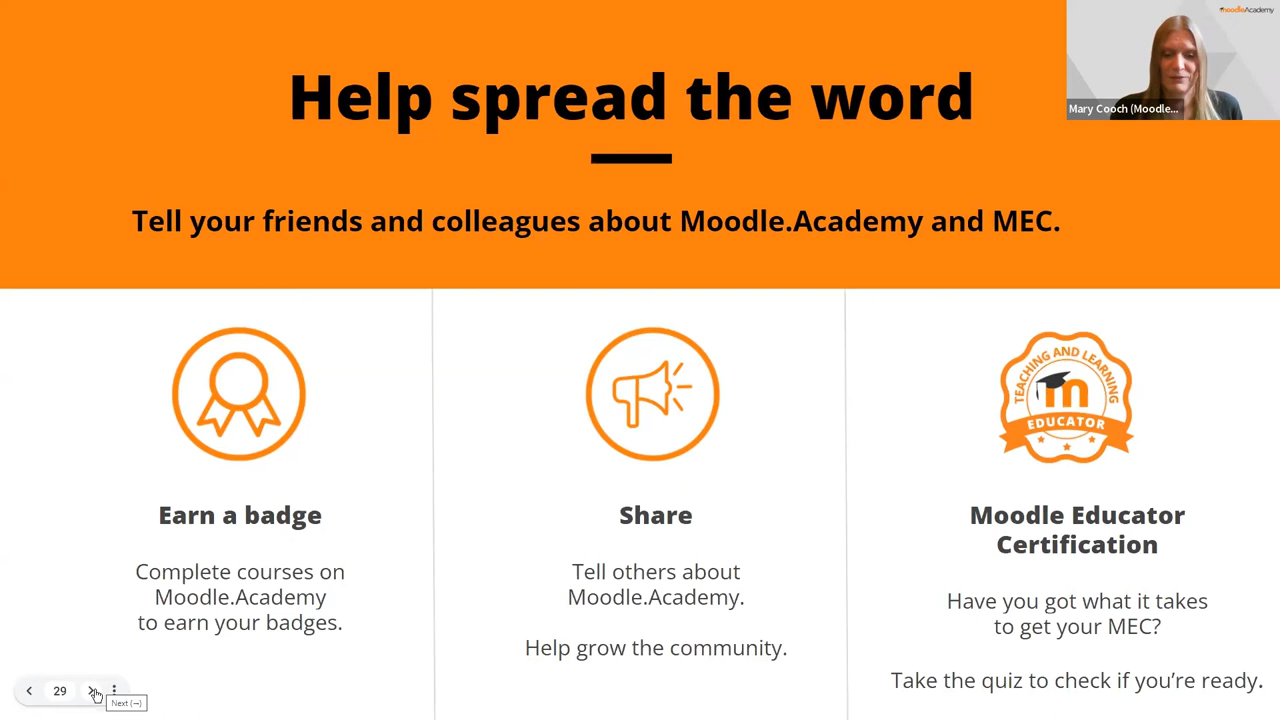 moodleAcademy
Mary Cooch (Moodle...
Help spread the word
Tell your friends and colleagues about Moodle.Academy and MEC.
TEACHING AND LEARNING
m
EDUCATOR
Earn a badge
Complete courses on
Moodle.Academy
to earn your badges.
Share
Tell others about
Moodle.Academy.
Help grow the community.
Moodle Educator
Certification
Have you got what it takes
to get your MEC?
Take the quiz to check if you’re ready.
29
Next (→)